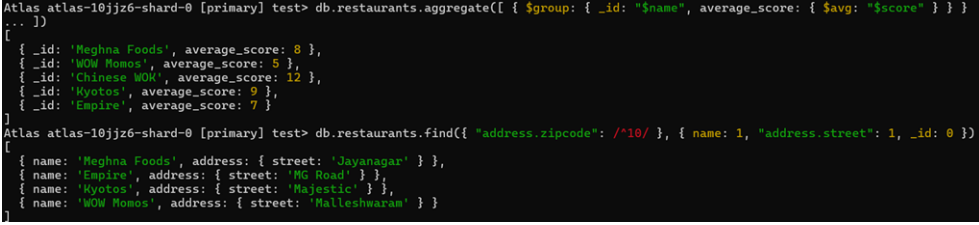 Atlas atlas-10jjz6-shard-0 [primary] test> db.restaurants.aggregate([ { $group: { _id: "$name", average_score: { $avg: "$score" } } }
... ])
[
  { _id: 'Meghna Foods', average_score: 8 },
  { _id: 'WOW Momos', average_score: 5 },
  { _id: 'Chinese WOK', average_score: 12 },
  { _id: 'Kyotos', average_score: 9 },
  { _id: 'Empire', average_score: 7 }
]
Atlas atlas-10jjz6-shard-0 [primary] test> db.restaurants.find({ "address.zipcode": /^10/ }, { name: 1, "address.street": 1, _id: 0 })
[
  { name: 'Meghna Foods', address: { street: 'Jayanagar' } },
  { name: 'Empire', address: { street: 'MG Road' } },
  { name: 'Kyotos', address: { street: 'Majestic' } },
  { name: 'WOW Momos', address: { street: 'Malleshwaram' } }
]